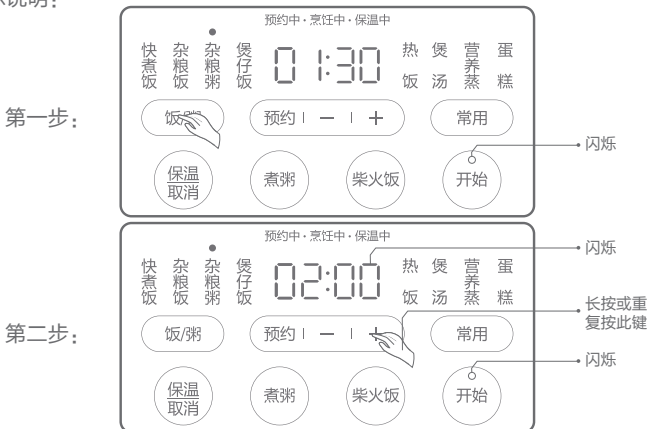 说明：
第一步：
预约中·烹饪中·保温中
快煮饭 杂粮饭 杂粮粥 煲仔饭 01:30 热饭 煲汤 营养蒸 蛋糕
饭/粥 预约 － ＋ 常用
闪烁
保温/取消 煮粥 柴火饭 开始
第二步：
预约中·烹饪中·保温中
闪烁
快煮饭 杂粮饭 杂粮粥 煲仔饭 02:00 热饭 煲汤 营养蒸 蛋糕
长按或重
复按此键
饭/粥 预约 － ＋ 常用
闪烁
保温/取消 煮粥 柴火饭 开始